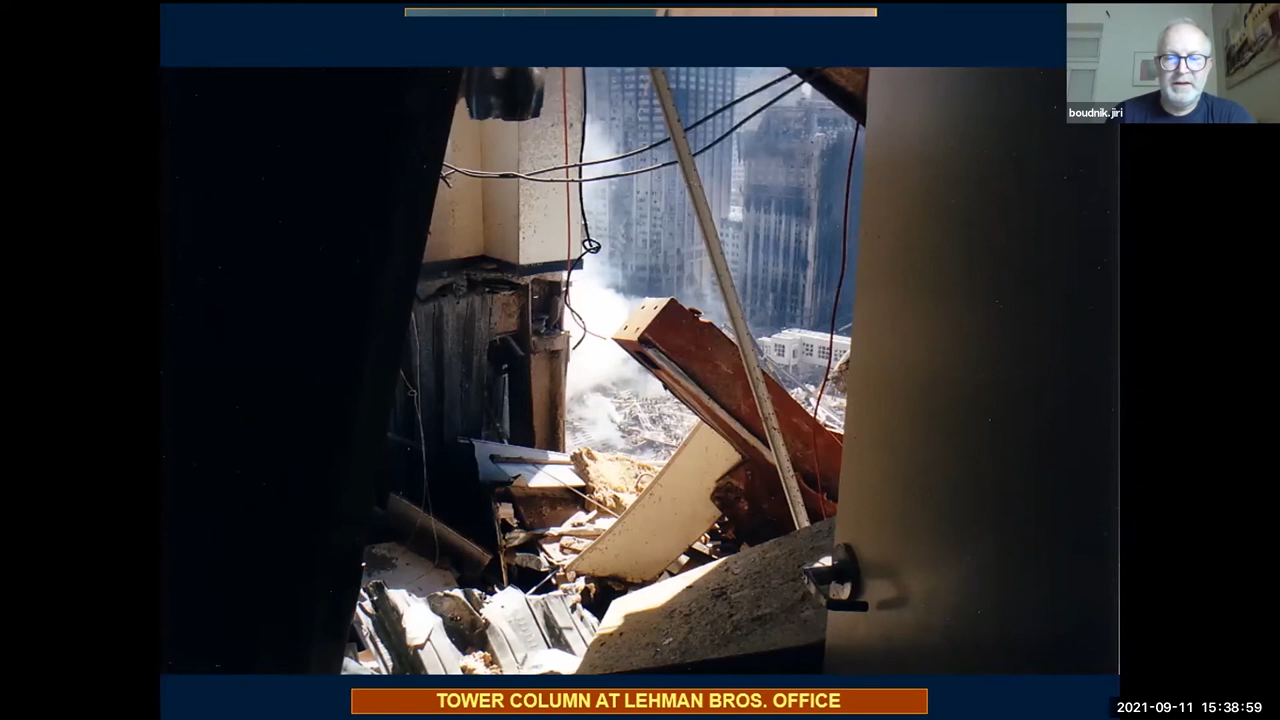 boudnik.jiri
TOWER COLUMN AT LEHMAN BROS. OFFICE
2021-09-11 15:38:59